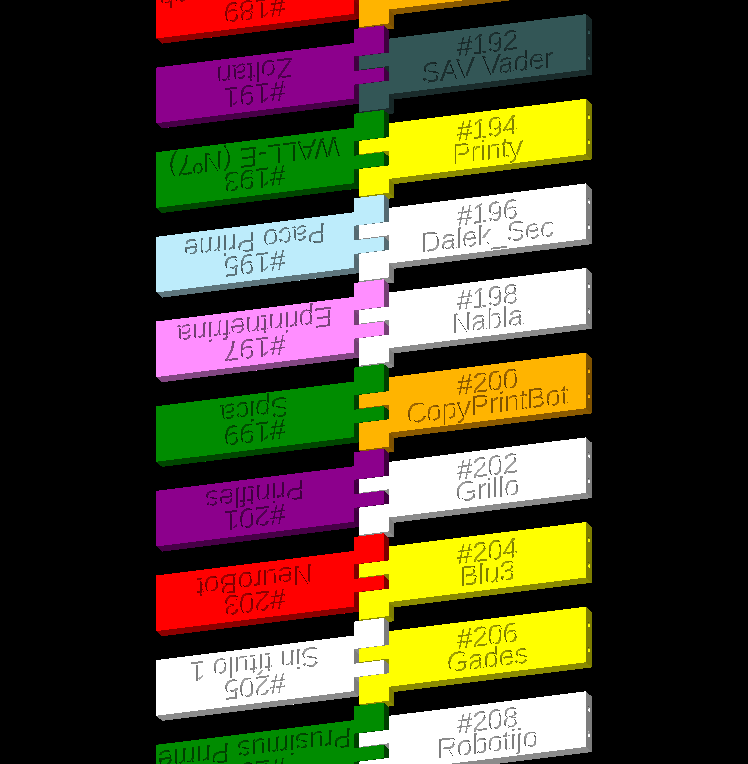 #189
#192
SAV Vader
#191
Zoltan
#194
Printy
#193
WALL-E (Nº7)
#196
Dalek_Sec
#195
Paco Prime
#198
Nabla
#197
Eprintnefrina
#200
CopyPrintBot
#199
Spica
#202
Grillo
#201
Printfles
#204
Blu3
#203
NeuroBot
#206
Gades
#205
Sin título 1
#208
Robotijo
Prusimus Prime